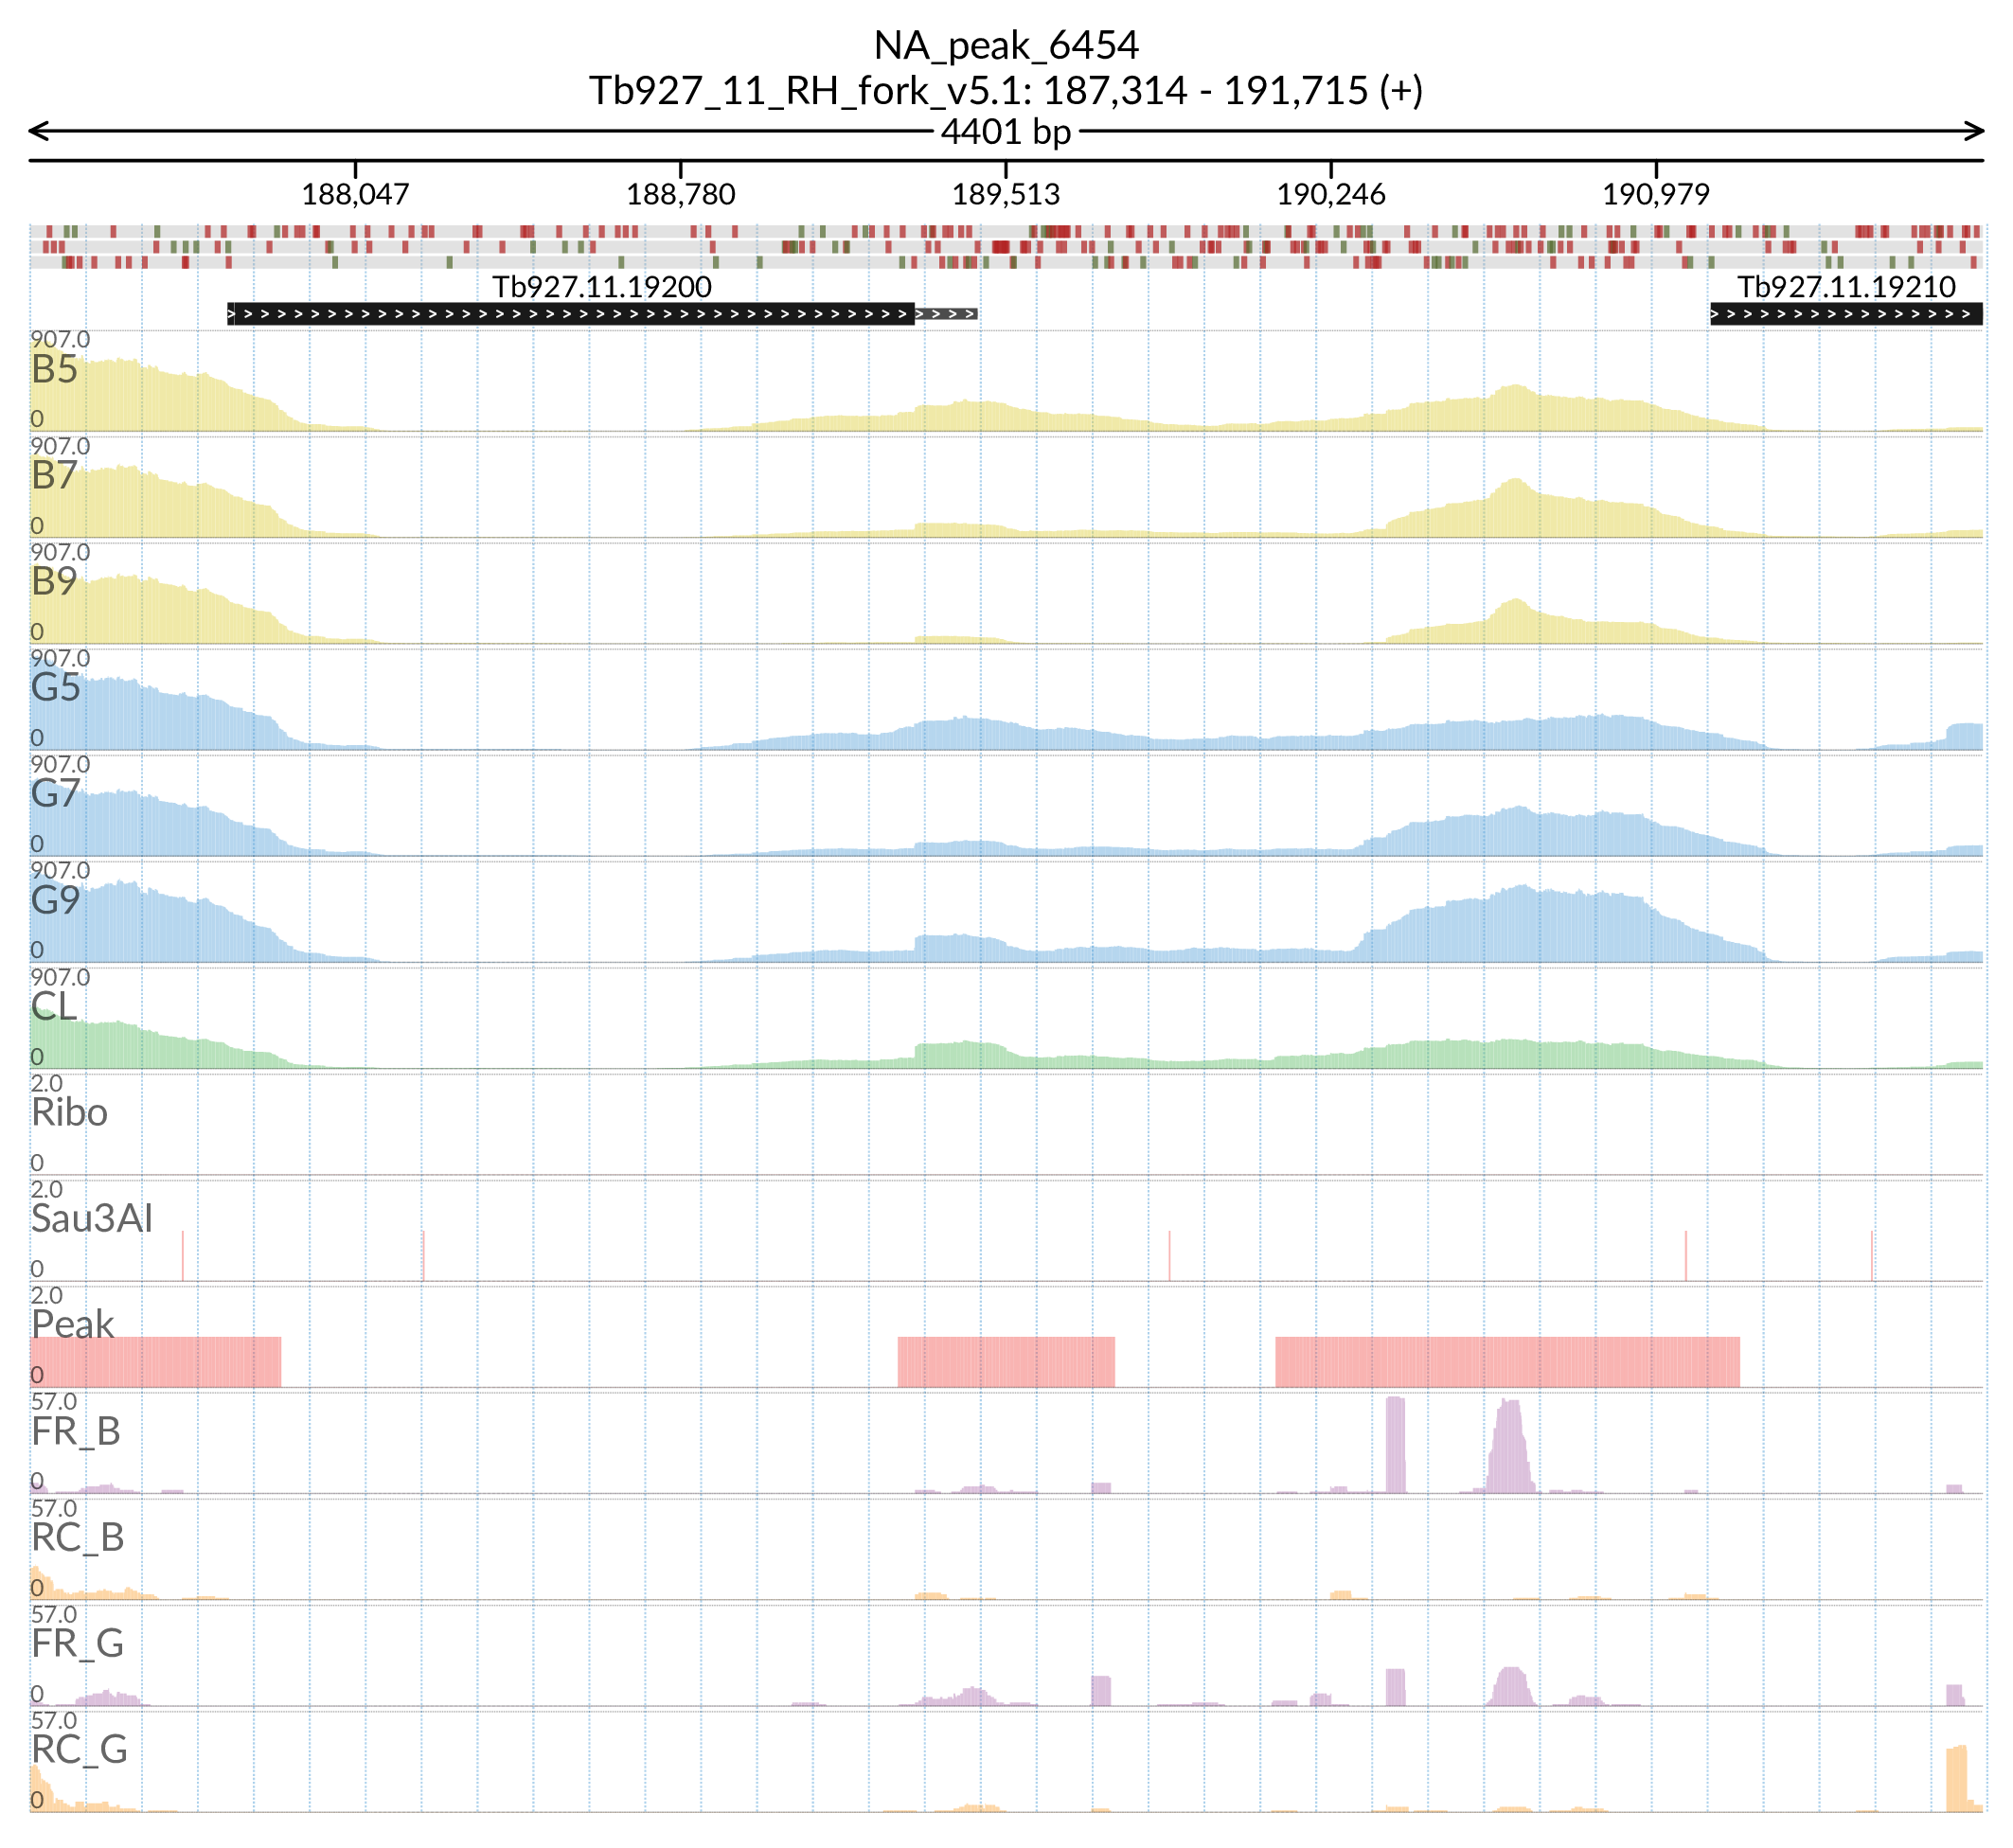 NA_peak_6454
Tb927_11_RH_fork_v5.1: 187,314 - 191,715 (+)
4401 bp
188,047 188,780 189,513 190,246 190,979
Tb927.11.19200 Tb927.11.19210
907.0
B5
0
907.0
B7
0
907.0
B9
0
907.0
G5
0
907.0
G7
0
907.0
G9
0
907.0
CL
0
2.0
Ribo
0
2.0
Sau3AI
0
2.0
Peak
0
57.0
FR_B
0
57.0
RC_B
0
57.0
FR_G
0
57.0
RC_G
0